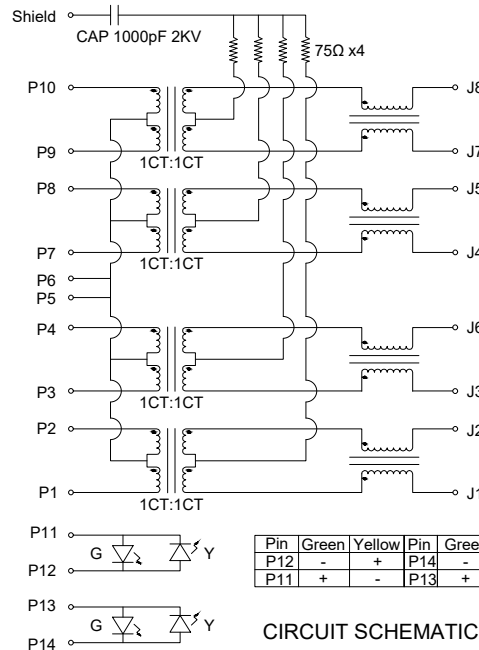 Shield
CAP 1000pF 2KV
75Ω x4
P10
J8
P9
J7
1CT:1CT
P8
J5
P7
J4
1CT:1CT
P6
P5
P4
J6
P3
J3
1CT:1CT
P2
J2
P1
J1
1CT:1CT
P11
G Y
P12
Pin Green Yellow Pin Gree
P12 - + P14 -
P11 + - P13 +
P13
G Y
P14
CIRCUIT SCHEMATIC